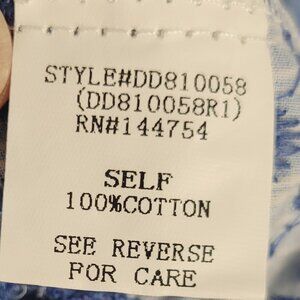 STYLE#DD810058
(DD810058R1)
RN#144754
SELF
100%COTTON
SEE REVERSE
FOR CARE